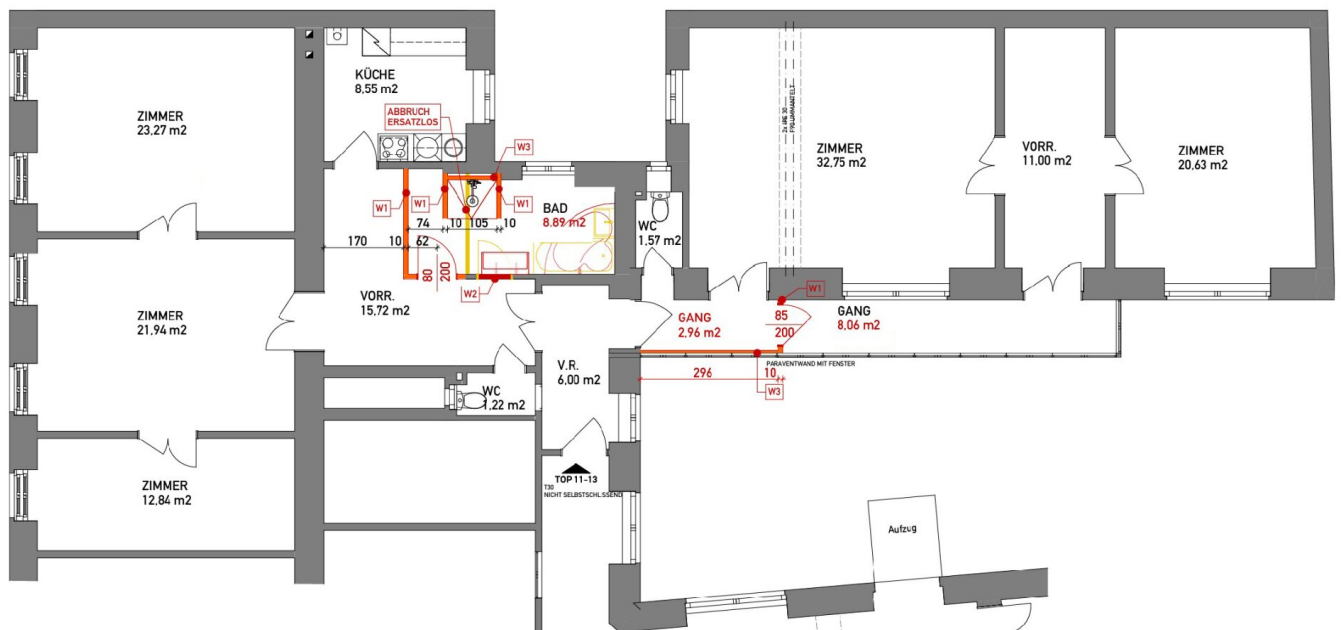 ZIMMER
23,27 m2
KÜCHE
8,55 m2
ABBRUCH
ERSATZLOS
W3
W1
W1
W1
BAD
8.89 m2
74
10
105
10
170
10
62
80
200
W2
VORR.
15,72 m2
ZIMMER
21,94 m2
ZIMMER
12,84 m2
WC
1,22 m2
V.R.
6,00 m2
TOP 11-13
T30
NICHT SELBSTSCHL.SSEND
WC
1,57 m2
ZIMMER
32,75 m2
F90 UMMANTELT
VORR.
11,00 m2
ZIMMER
20,63 m2
GANG
2,96 m2
W1
85
200
GANG
8,06 m2
PARAVENTWAND MIT FENSTER
296
10
W3
Aufzug